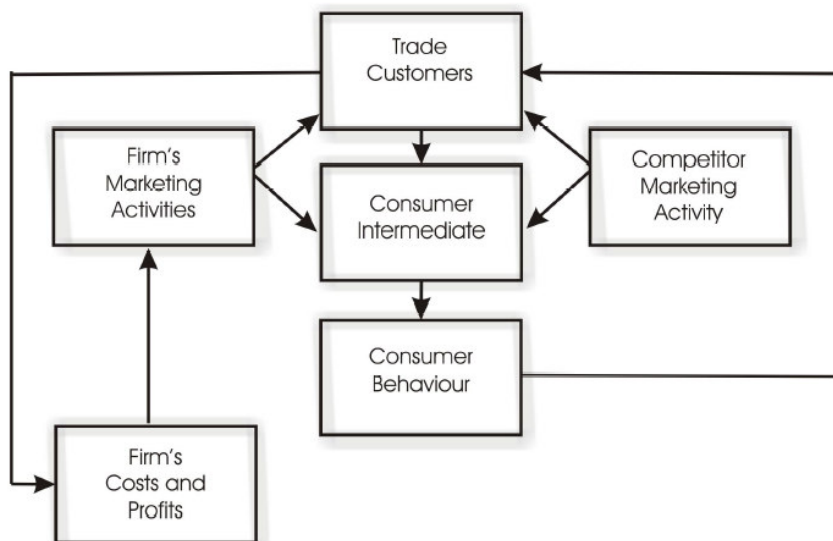 Trade
Customers
Firm's
Marketing
Activities
Consumer
Intermediate
Competitor
Marketing
Activity
Consumer
Behaviour
Firm's
Costs and
Profits